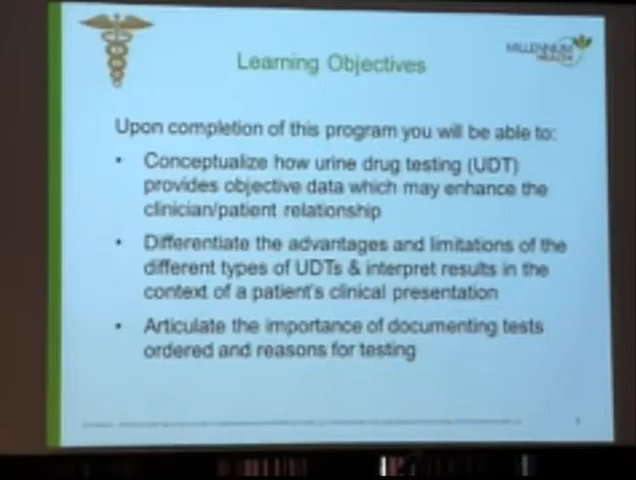 Learning Objectives
MILLENNIUM
HEALTH
Upon completion of this program you will be able to:
• Conceptualize how urine drug testing (UDT)
provides objective data which may enhance the
clinician/patient relationship
• Differentiate the advantages and limitations of the
different types of UDTs & interpret results in the
context of a patient's clinical presentation
• Articulate the importance of documenting tests
ordered and reasons for testing